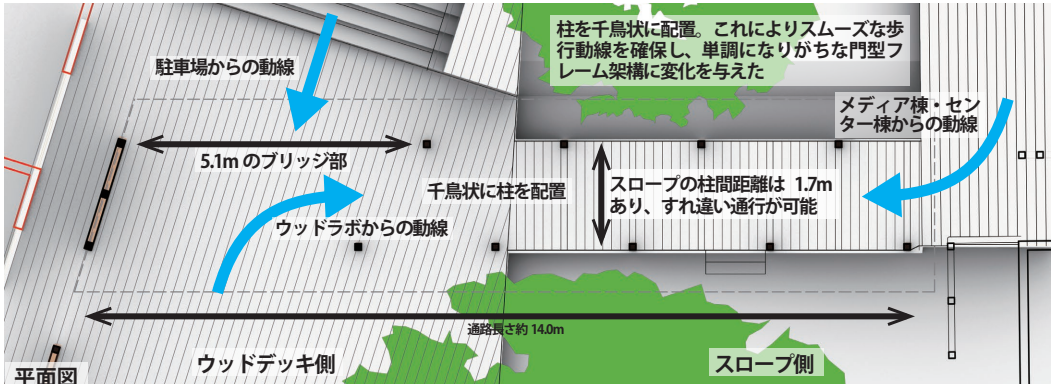 柱を千鳥状に配置。これによりスムーズな歩
行動線を確保し、単調になりがちな門型フ
レーム架構に変化を与えた
駐車場からの動線
メディア棟・セン
ター棟からの動線
5.1m のブリッジ部
千鳥状に柱を配置
スロープの柱間距離は 1.7m
あり、すれ違い通行が可能
ウッドラボからの動線
通路長さ約 14.0m
ウッドデッキ側
スロープ側
平面図